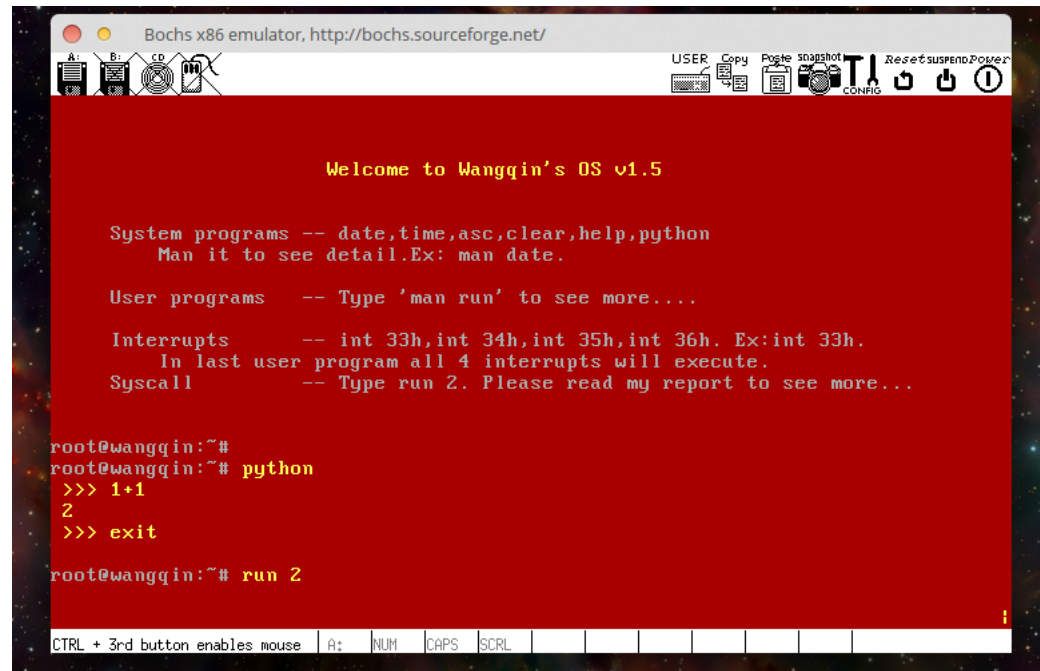 Bochs x86 emulator, http://bochs.sourceforge.net/
A: B: CD USER Copy Paste snapshot CONFIG Reset SUSPEND Power
Welcome to Wangqin's OS v1.5
System programs -- date,time,asc,clear,help,python
Man it to see detail.Ex: man date.
User programs -- Type 'man run' to see more....
Interrupts -- int 33h,int 34h,int 35h,int 36h. Ex:int 33h.
In last user program all 4 interrupts will execute.
Syscall -- Type run 2. Please read my report to see more...
root@wangqin:~#
root@wangqin:~# python
>>> 1+1
2
>>> exit
root@wangqin:~# run 2
CTRL + 3rd button enables mouse A: NUM CAPS SCRL